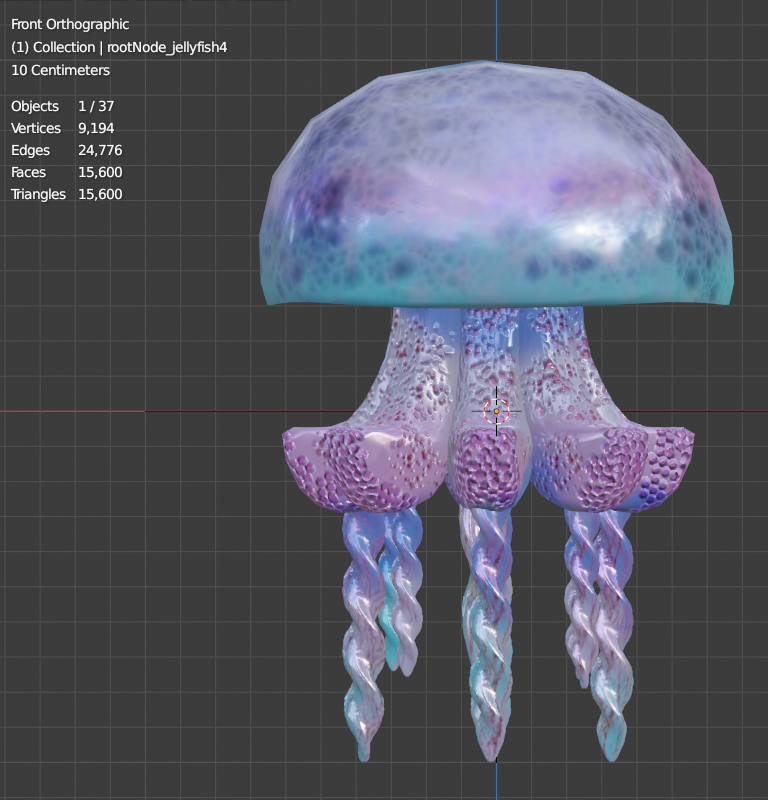 Front Orthographic
(1) Collection | rootNode_jellyfish4
10 Centimeters
Objects 1 / 37
Vertices 9,194
Edges 24,776
Faces 15,600
Triangles 15,600